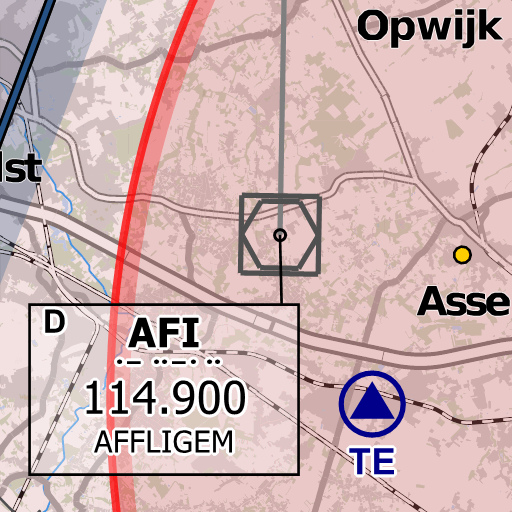 Opwijk
lst
Asse
D
AFI
114.900
AFFLIGEM
TE